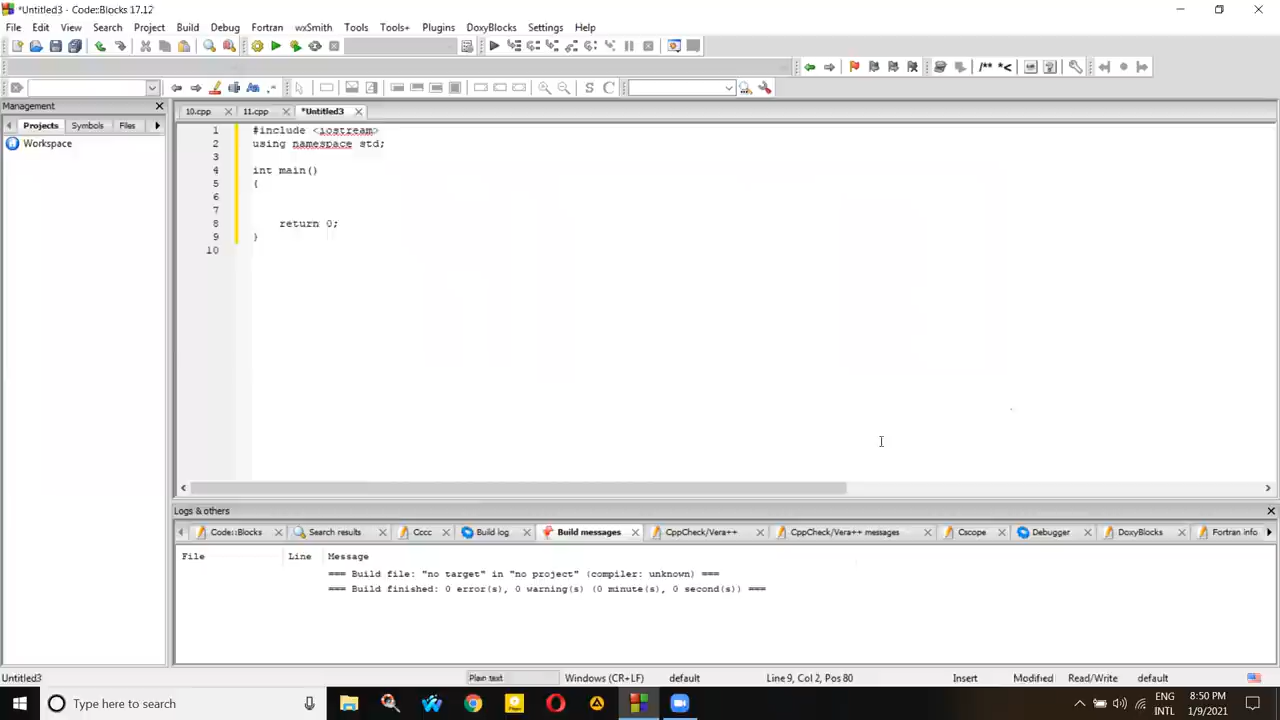 *Untitled3 - Code::Blocks 17.12
File Edit View Search Project Build Debug Fortran wxSmith Tools Tools+ Plugins DoxyBlocks Settings Help
/** *<
S C
Management
Projects Symbols Files
Workspace
10.cpp 11.cpp *Untitled3
1 #include <iostream>
2 using namespace std;
3
4 int main()
5 {
6
7
8 return 0;
9 }
10
Logs & others
Code::Blocks Search results Cccc Build log Build messages CppCheck/Vera++ CppCheck/Vera++ messages Cscope Debugger DoxyBlocks Fortran info
File Line Message
=== Build file: "no target" in "no project" (compiler: unknown) ===
=== Build finished: 0 error(s), 0 warning(s) (0 minute(s), 0 second(s)) ===
Untitled3 Plain text Windows (CR+LF) default Line 9, Col 2, Pos 80 Insert Modified Read/Write default
Type here to search
ENG 8:50 PM
INTL 1/9/2021